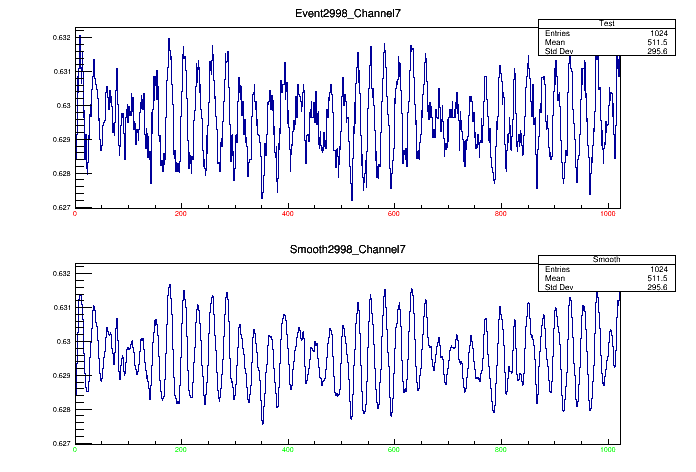 Event2998_Channel7
Test
Entries 1024
Mean 511.5
Std Dev 295.6
0.632
0.631
0.63
0.629
0.628
0.627
0 200 400 600 800 1000
Smooth2998_Channel7
Smooth
Entries 1024
Mean 511.5
Std Dev 295.6
0.632
0.631
0.63
0.629
0.628
0.627
0 200 400 600 800 1000